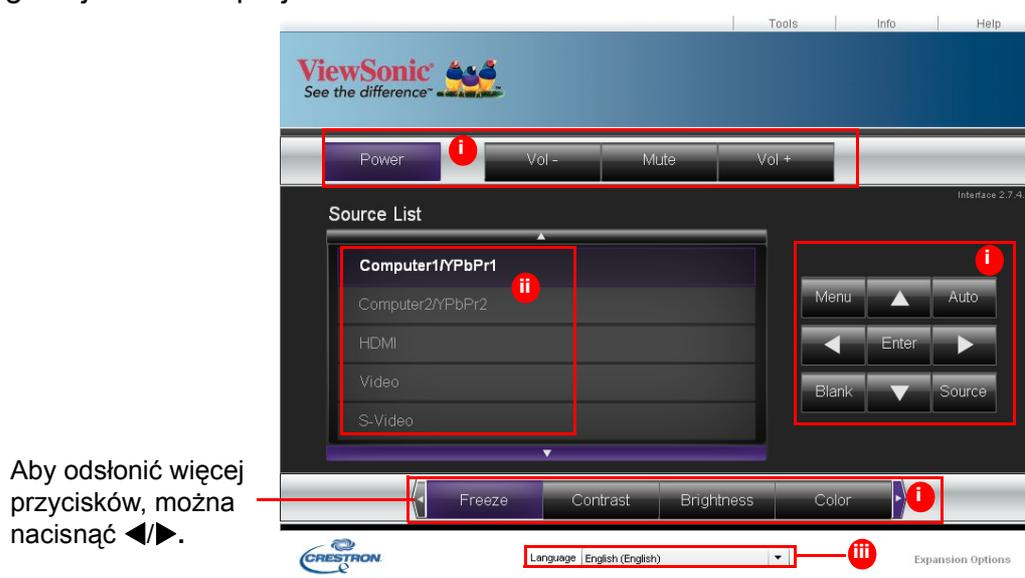 Tools Info Help
ViewSonic®
See the difference™
i
Power Vol - Mute Vol +
Interface 2.7.4.
Source List
i
Computer1/YPbPr1
ii
Computer2/YPbPr2
Menu Auto
HDMI
Enter
Video
Blank Source
S-Video
Aby odsłonić więcej
przycisków, można
nacisnąć ◀/▶.
Freeze Contrast Brightness Color
i
CRESTRON
Language English (English)
iii
Expansion Options